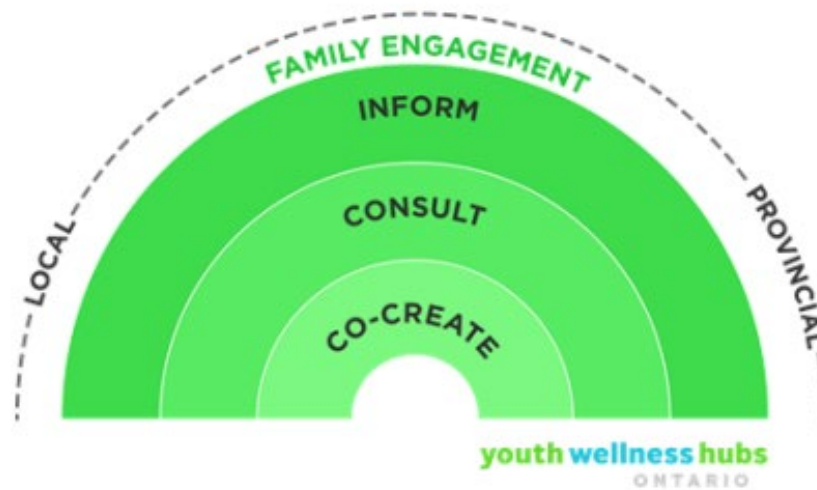 FAMILY ENGAGEMENT
INFORM
CONSULT
CO-CREATE
LOCAL
PROVINCIAL
youth wellness hubs
ONTARIO